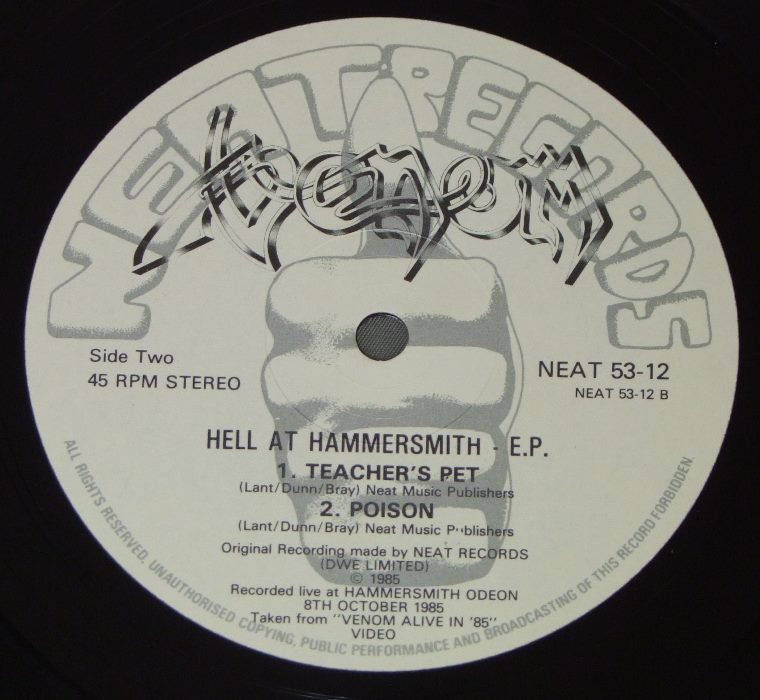 NEAT RECORDS
VENOM
Side Two
45 RPM STEREO
NEAT 53-12
NEAT 53-12 B
HELL AT HAMMERSMITH - E.P.
1. TEACHER'S PET
(Lant/Dunn/Bray) Neat Music Publishers
2. POISON
(Lant/Dunn/Bray) Neat Music Publishers
Original Recording made by NEAT RECORDS
(DWE LIMITED)
© 1985
Recorded live at HAMMERSMITH ODEON
8TH OCTOBER 1985
Taken from "VENOM ALIVE IN '85"
VIDEO
ALL RIGHTS RESERVED. UNAUTHORISED COPYING, PUBLIC PERFORMANCE AND BROADCASTING OF THIS RECORD FORBIDDEN.